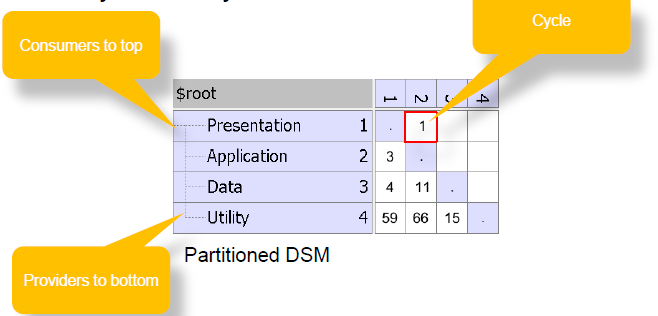 Cycle
Consumers to top
$root 1 2 3 4
Presentation 1 . 1
Application 2 3 .
Data 3 4 11 .
Utility 4 59 66 15 .
Partitioned DSM
Providers to bottom